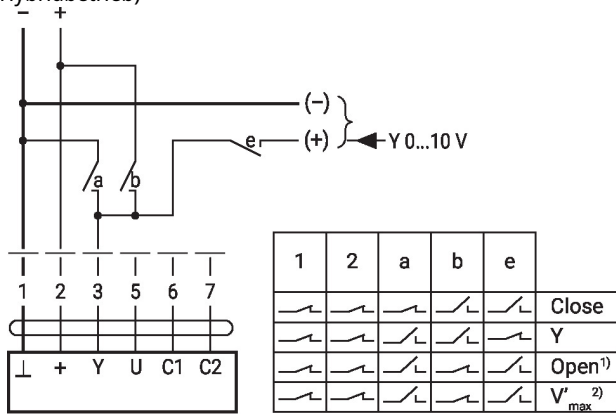 Hybridbetrieb)
− +
(−)
e (+) Y 0...10 V
a b
1 2 3 5 6 7
⊥ + Y U C1 C2
1 2 a b e
Close
Y
Open¹⁾
V'max ²⁾